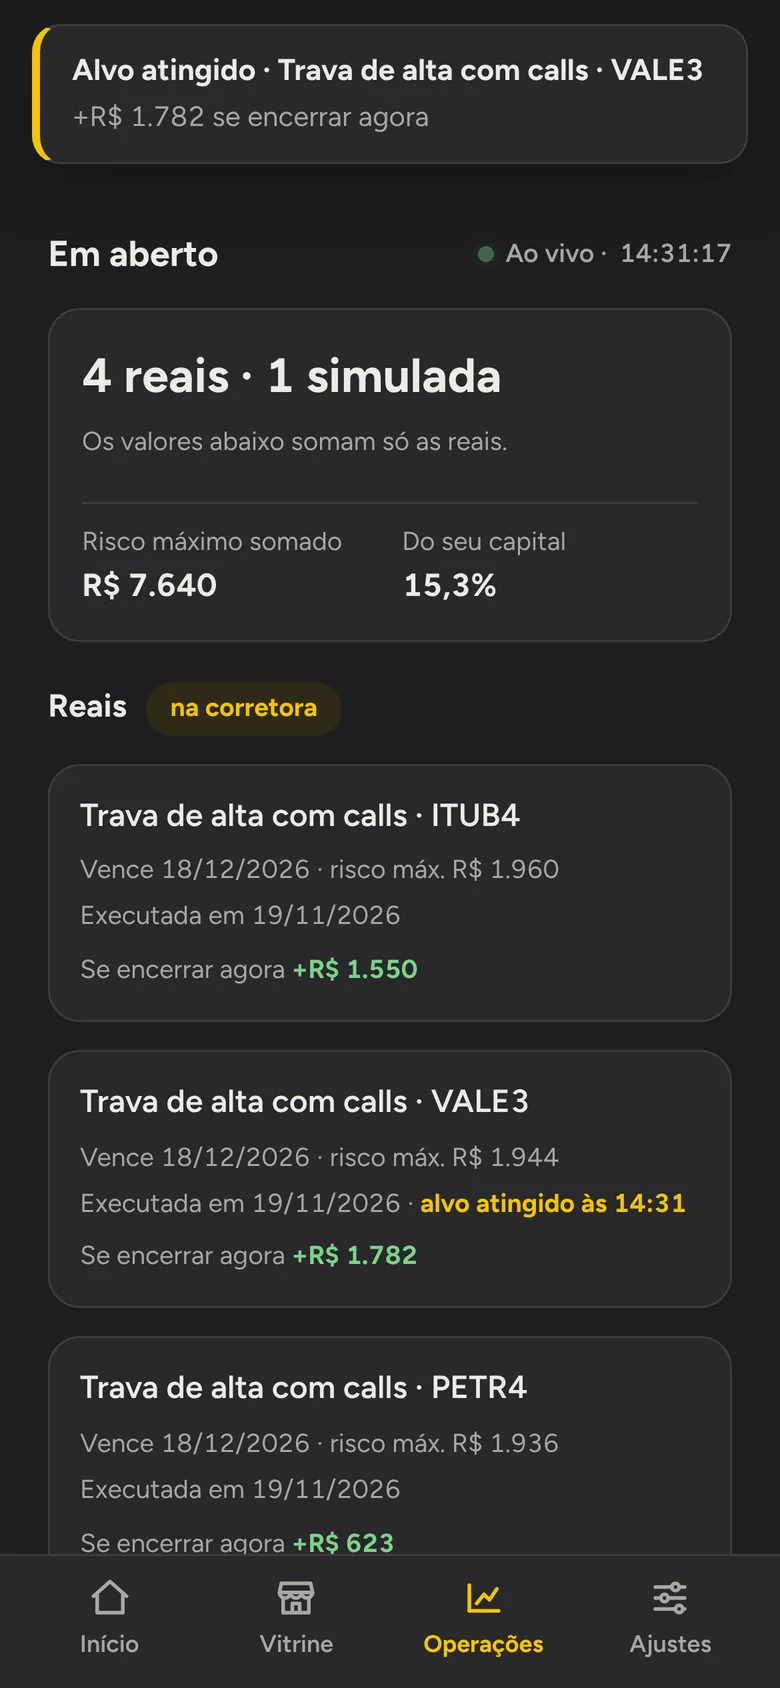 Alvo atingido · Trava de alta com calls · VALE3
+R$ 1.782 se encerrar agora
Em aberto
Ao vivo · 14:31:17
4 reais · 1 simulada
Os valores abaixo somam só as reais.
Risco máximo somado
R$ 7.640
Do seu capital
15,3%
Reais
na corretora
Trava de alta com calls · ITUB4
Vence 18/12/2026 · risco máx. R$ 1.960
Executada em 19/11/2026
Se encerrar agora +R$ 1.550
Trava de alta com calls · VALE3
Vence 18/12/2026 · risco máx. R$ 1.944
Executada em 19/11/2026 · alvo atingido às 14:31
Se encerrar agora +R$ 1.782
Trava de alta com calls · PETR4
Vence 18/12/2026 · risco máx. R$ 1.936
Executada em 19/11/2026
Se encerrar agora +R$ 623
Início
Vitrine
Operações
Ajustes